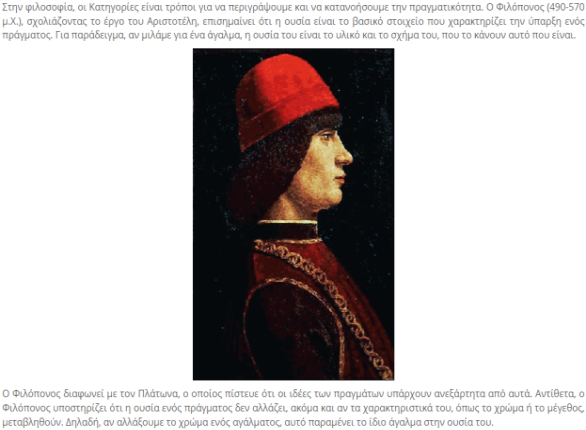 Στην φιλοσοφία, οι Κατηγορίες είναι τρόποι για να περιγράψουμε και να κατανοήσουμε την πραγματικότητα. Ο Φιλόπονος (490-570
μ.Χ.), σχολιάζοντας το έργο του Αριστοτέλη, επισημαίνει ότι η ουσία είναι το βασικό στοιχείο που χαρακτηρίζει την ύπαρξη ενός
πράγματος. Για παράδειγμα, αν μιλάμε για ένα άγαλμα, η ουσία του είναι το υλικό και το σχήμα του, που το κάνουν αυτό που είναι.
Ο Φιλόπονος διαφωνεί με τον Πλάτωνα, ο οποίος πίστευε ότι οι ιδέες των πραγμάτων υπάρχουν ανεξάρτητα από αυτά. Αντίθετα, ο
Φιλόπονος υποστηρίζει ότι η ουσία ενός πράγματος δεν αλλάζει, ακόμα και αν τα χαρακτηριστικά του, όπως το χρώμα ή το μέγεθος,
μεταβληθούν. Δηλαδή, αν αλλάξουμε το χρώμα ενός αγάλματος, αυτό παραμένει το ίδιο άγαλμα στην ουσία του.